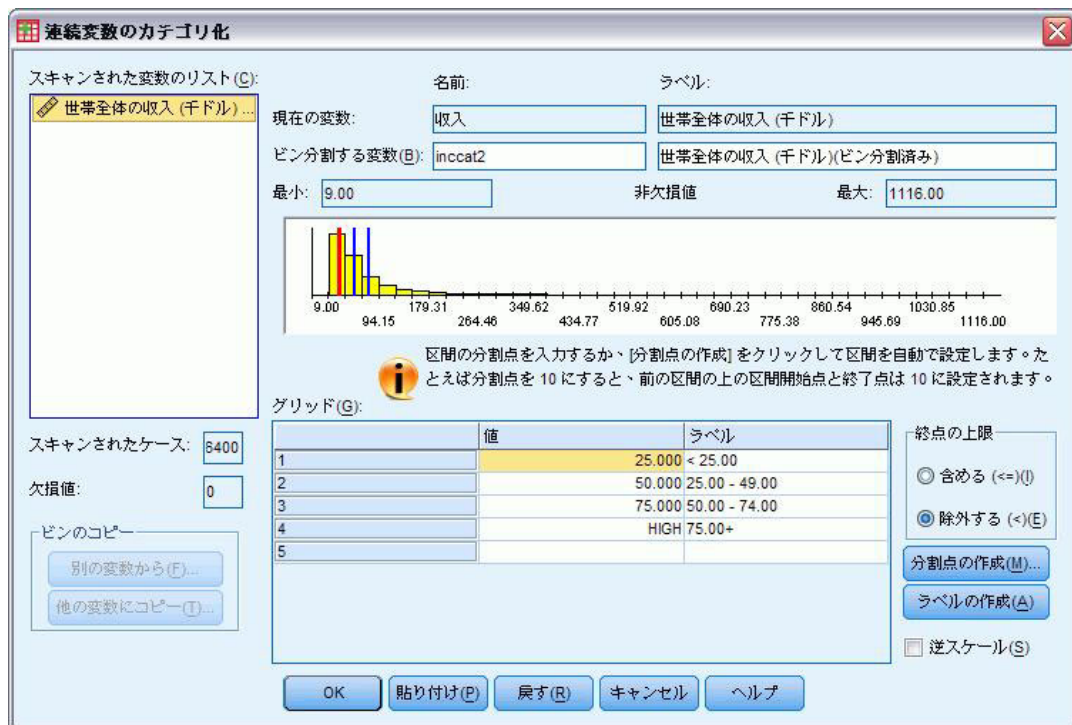 連続変数のカテゴリ化
スキャンされた変数のリスト(C):
世帯全体の収入 (千ドル) ...
名前:
ラベル:
現在の変数:
収入
世帯全体の収入 (千ドル)
ビン分割する変数(B):
inccat2
世帯全体の収入 (千ドル)(ビン分割済み)
最小:
9.00
非欠損値
最大:
1116.00
9.00 179.31 349.62 519.92 690.23 860.54 1030.85
94.15 264.46 434.77 605.08 775.38 945.69 1116.00
区間の分割点を入力するか、[分割点の作成] をクリックして区間を自動で設定します。た
とえば分割点を 10 にすると、前の区間の上の区間開始点と終了点は 10 に設定されます。
グリッド(G):
値 ラベル
1 25.000 < 25.00
2 50.000 25.00 - 49.00
3 75.000 50.00 - 74.00
4 HIGH 75.00+
5
スキャンされたケース:
6400
欠損値:
0
ビンのコピー
別の変数から(F)...
他の変数にコピー(T)...
終点の上限
含める (<=)(I)
除外する (<)(E)
分割点の作成(M)...
ラベルの作成(A)
逆スケール(S)
OK 貼り付け(P) 戻す(R) キャンセル ヘルプ